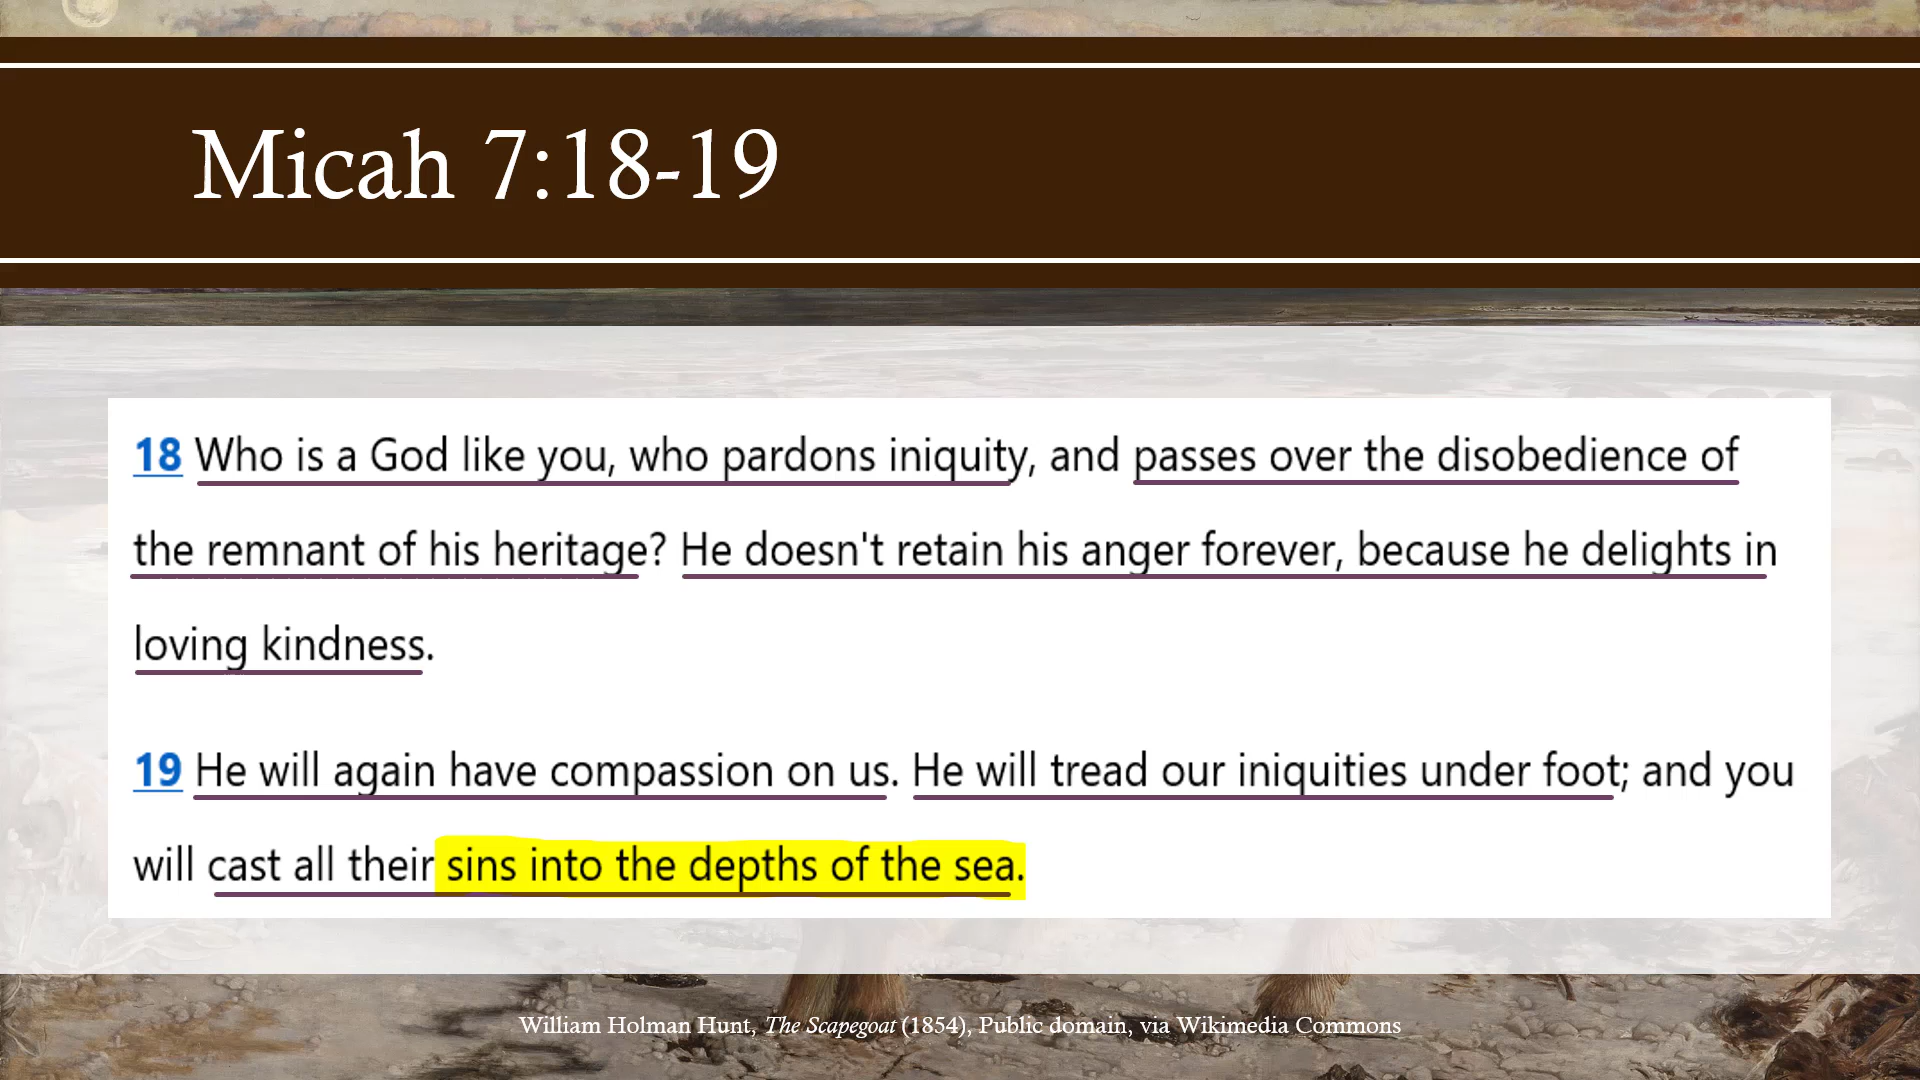 Micah 7:18-19
18 Who is a God like you, who pardons iniquity, and passes over the disobedience of
the remnant of his heritage? He doesn't retain his anger forever, because he delights in
loving kindness.
19 He will again have compassion on us. He will tread our iniquities under foot; and you
will cast all their sins into the depths of the sea.
William Holman Hunt, The Scapegoat (1854), Public domain, via Wikimedia Commons